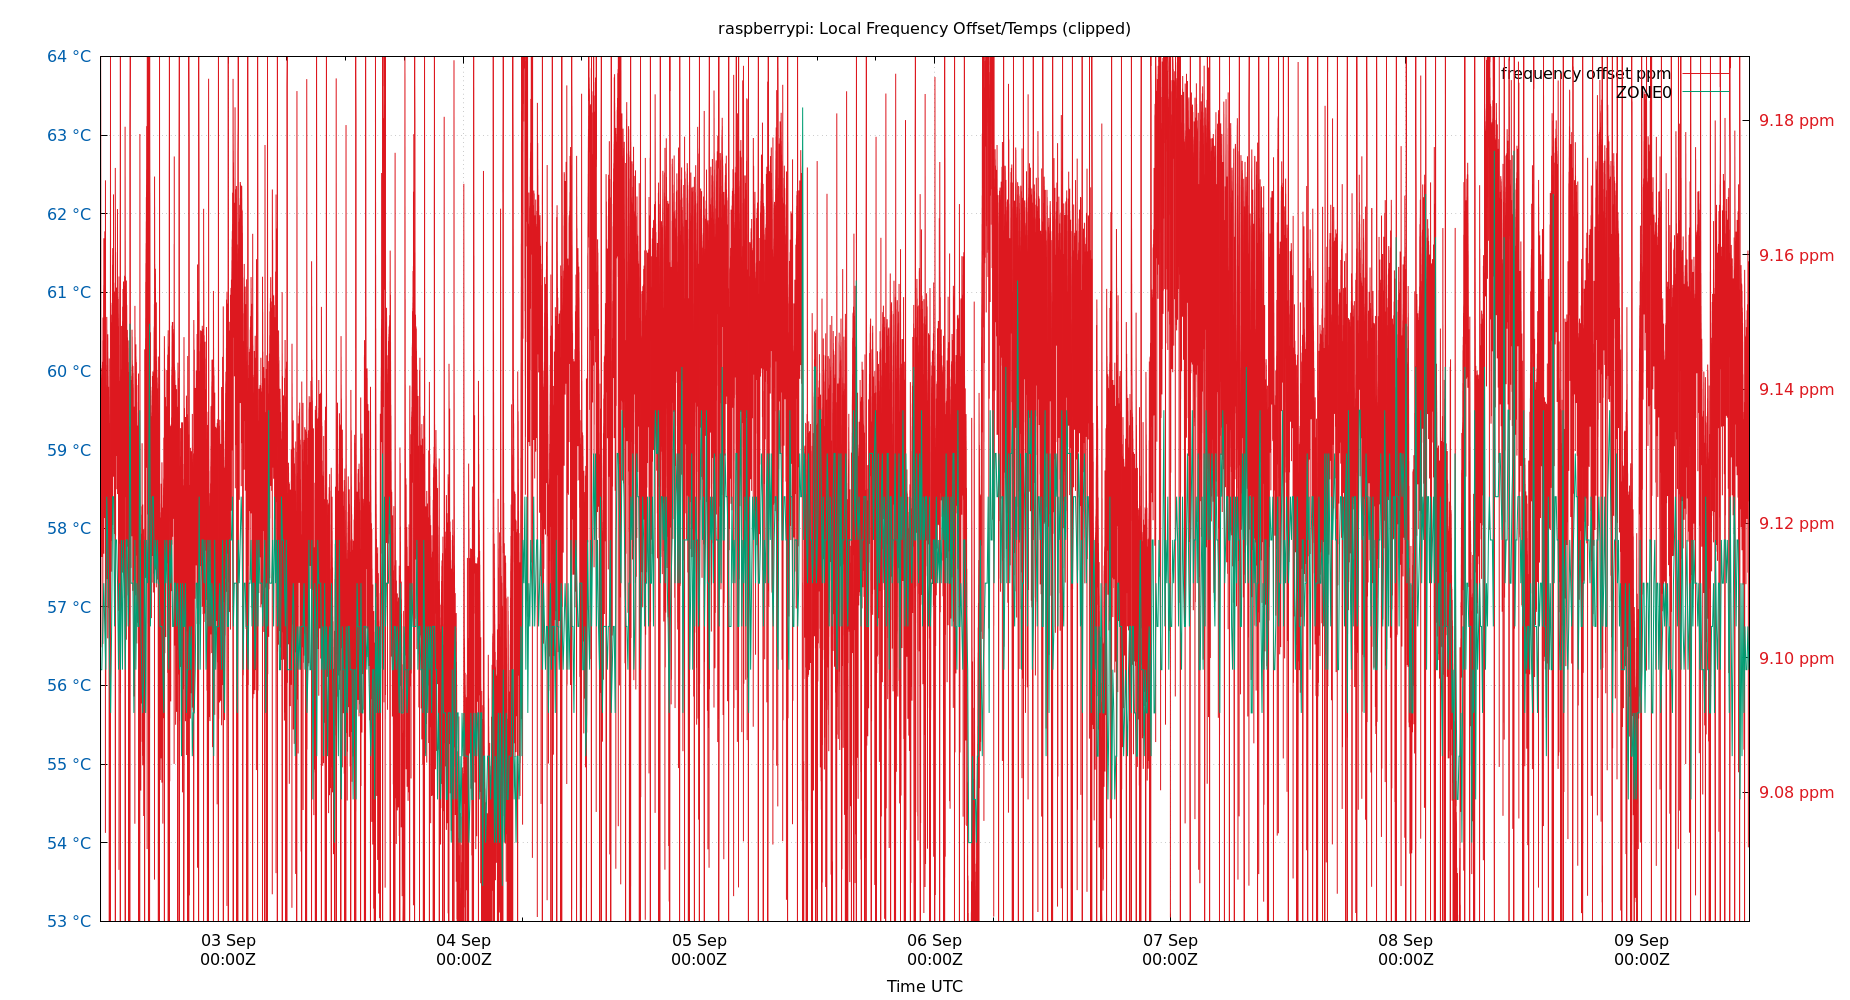 raspberrypi: Local Frequency Offset/Temps (clipped)
64 °C
63 °C
62 °C
61 °C
60 °C
59 °C
58 °C
57 °C
56 °C
55 °C
54 °C
53 °C
frequency offset ppm
ZONE0
9.18 ppm
9.16 ppm
9.14 ppm
9.12 ppm
9.10 ppm
9.08 ppm
03 Sep
00:00Z
04 Sep
00:00Z
05 Sep
00:00Z
06 Sep
00:00Z
07 Sep
00:00Z
08 Sep
00:00Z
09 Sep
00:00Z
Time UTC